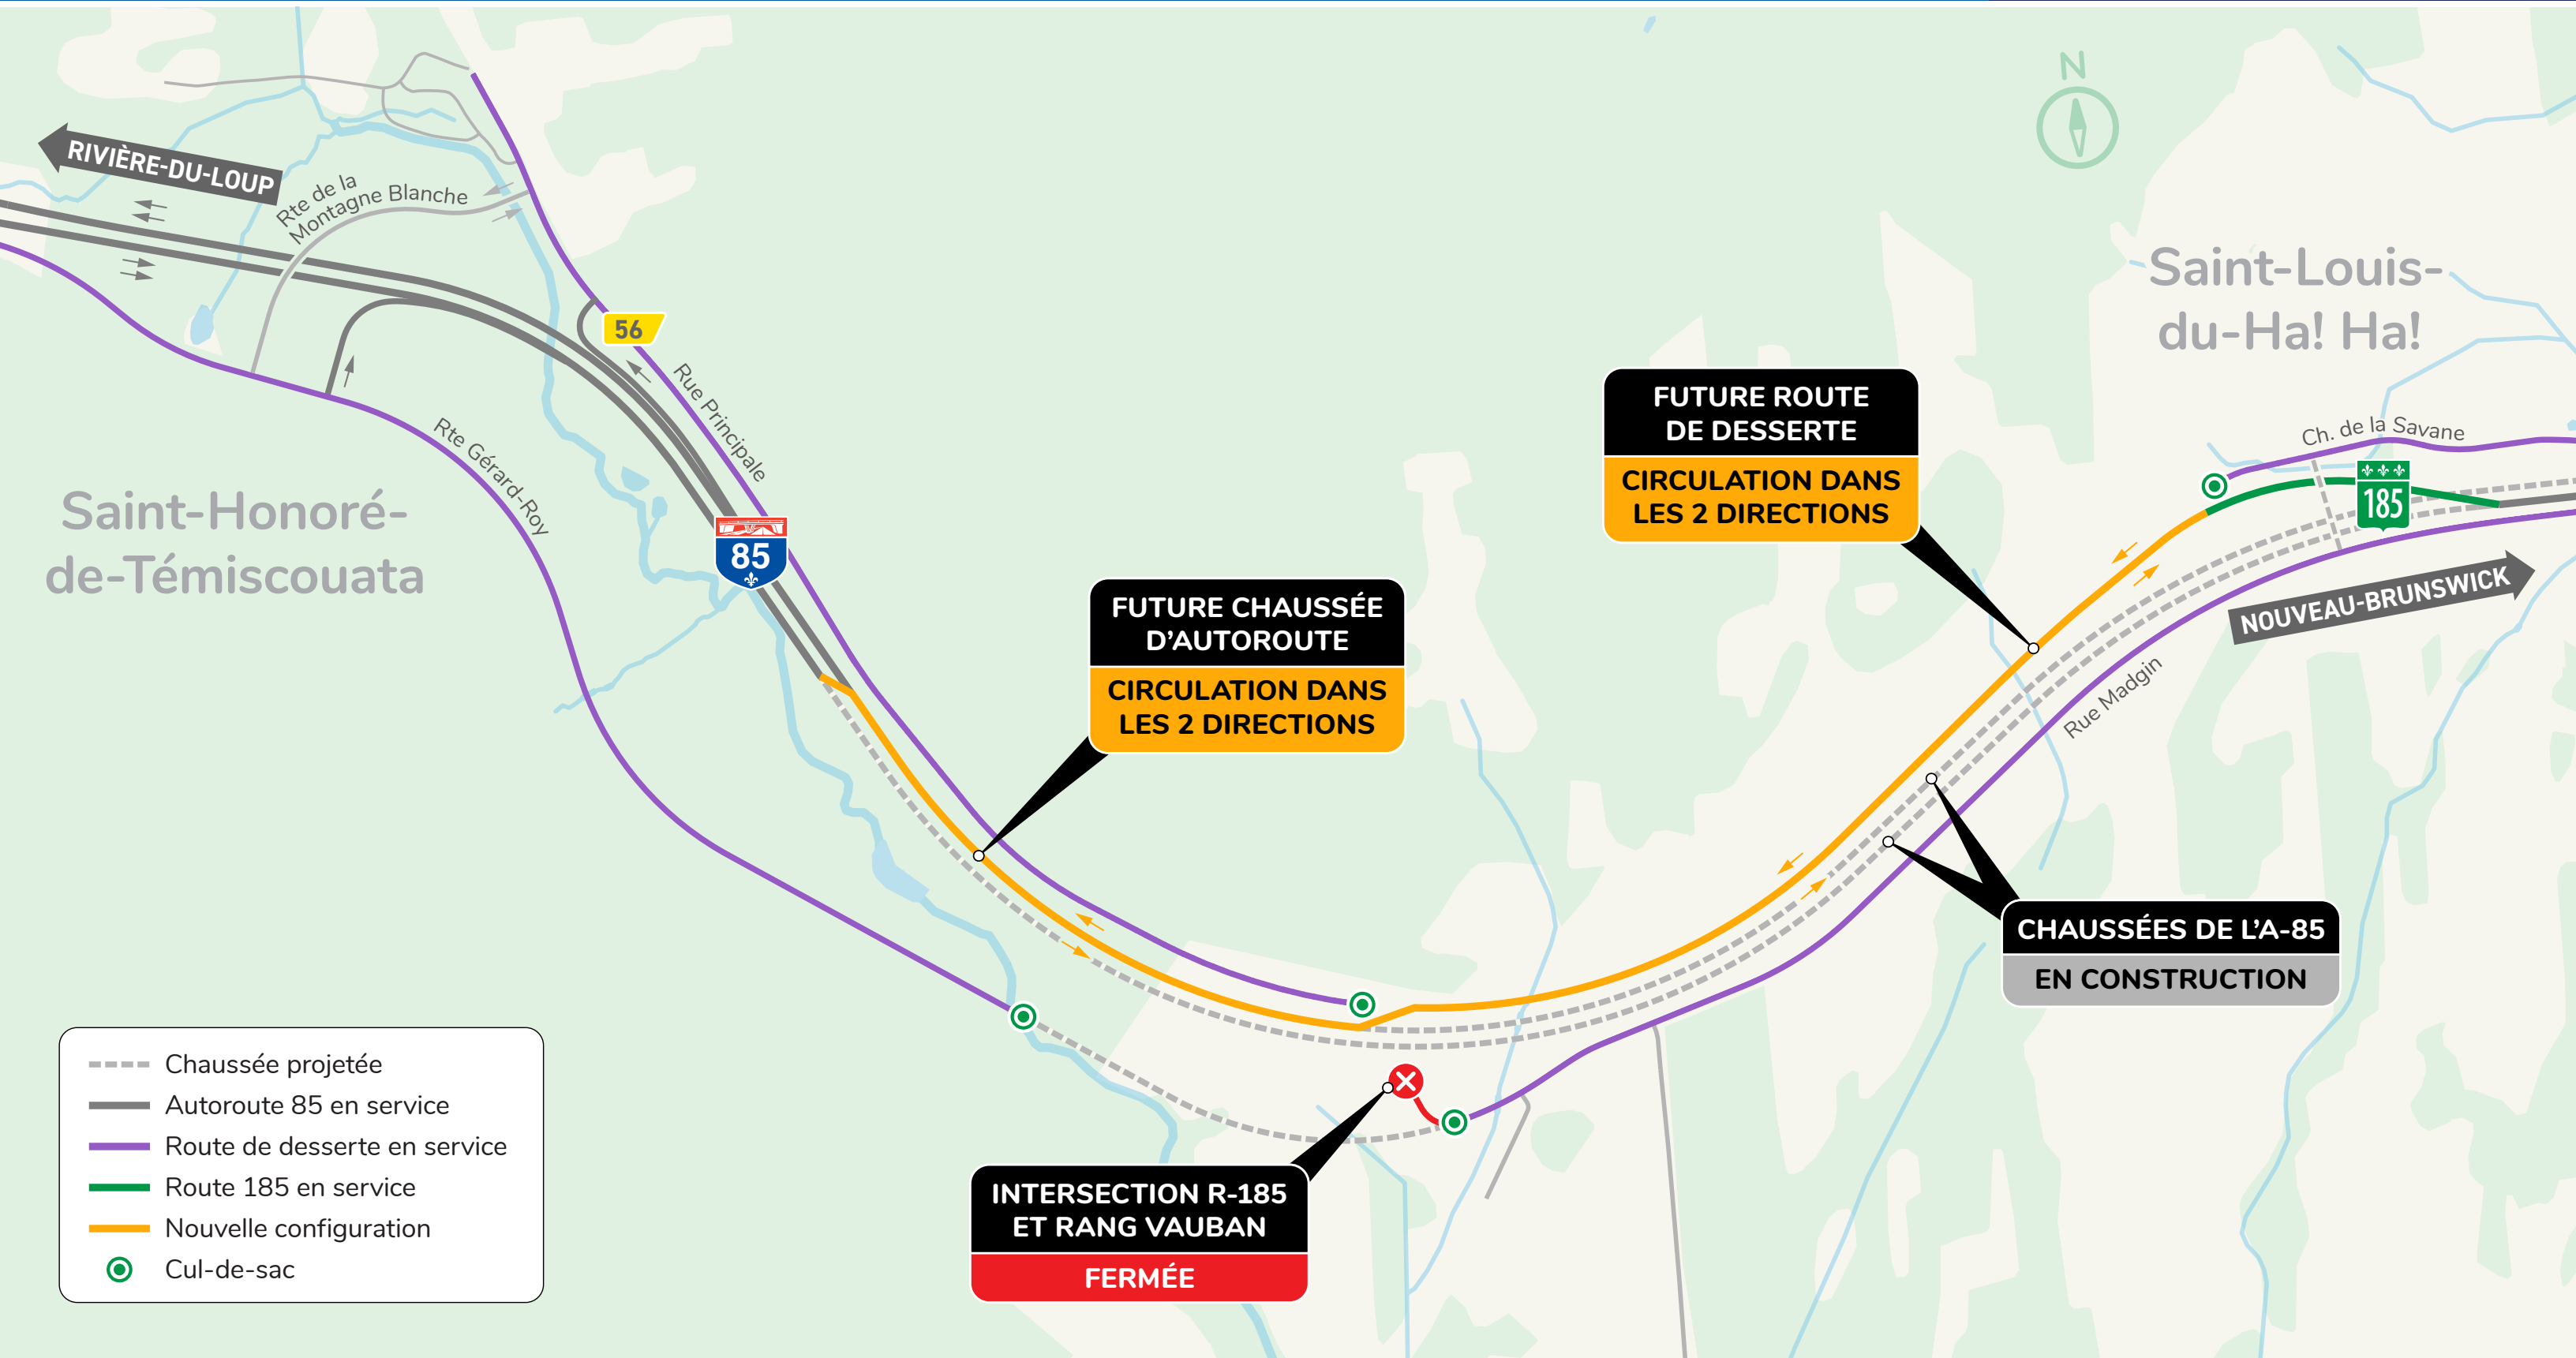 N
RIVIÈRE-DU-LOUP
Rte de la
Montagne Blanche
56
Rue Principale
Rte Gérard-Roy
Saint-Honoré-
de-Témiscouata
85
Saint-Louis-
du-Ha! Ha!
FUTURE ROUTE
DE DESSERTE
CIRCULATION DANS
LES 2 DIRECTIONS
Ch. de la Savane
185
NOUVEAU-BRUNSWICK
Rue Madgin
FUTURE CHAUSSÉE
D’AUTOROUTE
CIRCULATION DANS
LES 2 DIRECTIONS
CHAUSSÉES DE L’A-85
EN CONSTRUCTION
INTERSECTION R-185
ET RANG VAUBAN
FERMÉE
Chaussée projetée
Autoroute 85 en service
Route de desserte en service
Route 185 en service
Nouvelle configuration
Cul-de-sac